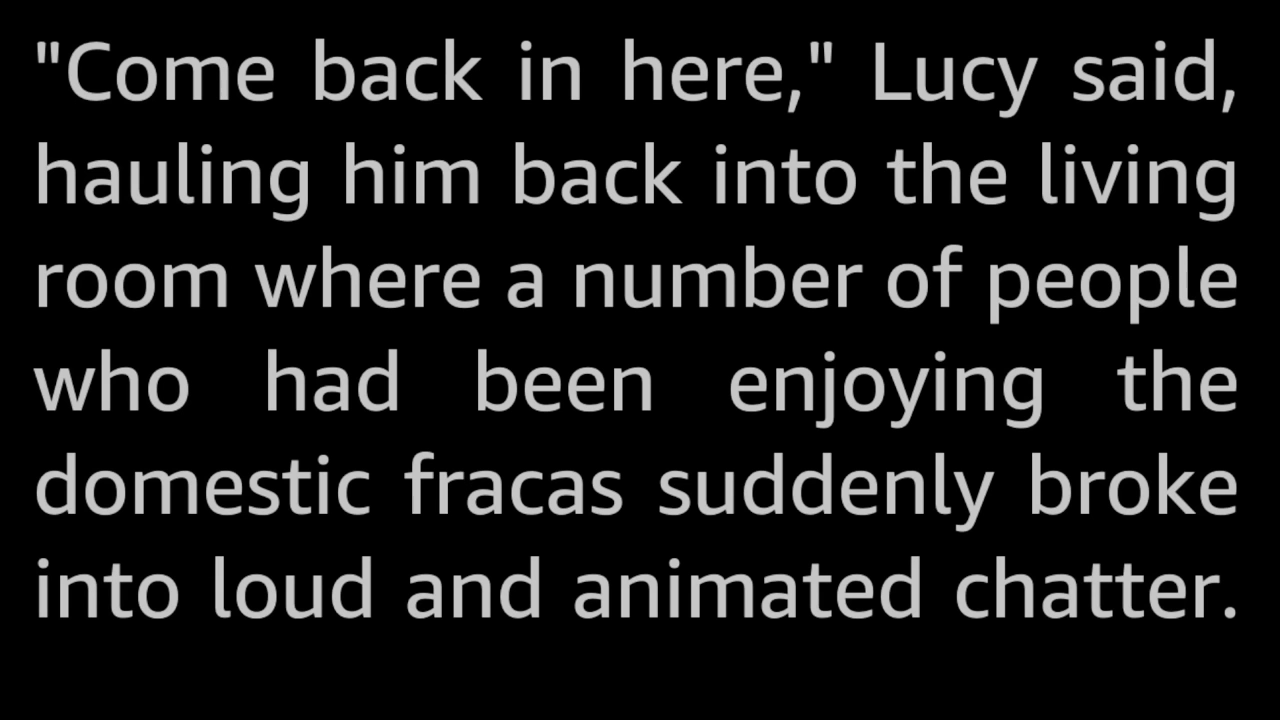 "Come back in here," Lucy said,
hauling him back into the living
room where a number of people
who had been enjoying the
domestic fracas suddenly broke
into loud and animated chatter.